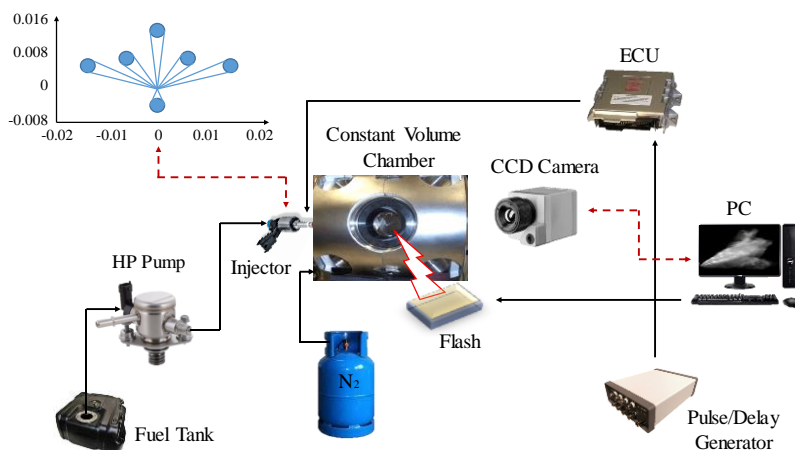 0.016
0.008
0
-0.008
-0.02 -0.01 0 0.01 0.02
ECU
Constant Volume
Chamber
CCD Camera
PC
HP Pump
Injector
Flash
N2
Fuel Tank
Pulse/Delay
Generator